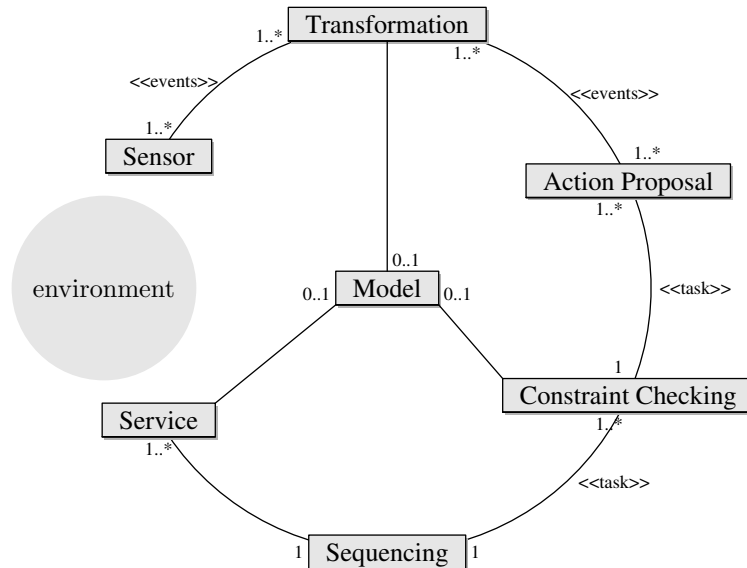 Transformation
1..*
1..*
<<events>>
<<events>>
1..*
Sensor
1..*
Action Proposal
1..*
environment
0..1
0..1
Model
0..1
<<task>>
1
Constraint Checking
Service
1..*
1..*
<<task>>
1
Sequencing
1